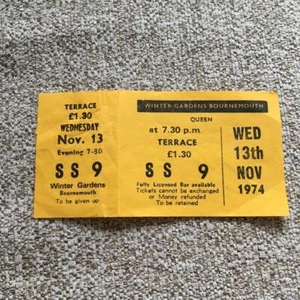 TERRACE
£1.30
WEDNESDAY
Nov. 13
Evening 7-30
SS 9
Winter Gardens
Bournemouth
To be given up
WINTER GARDENS BOURNEMOUTH
QUEEN
at 7.30 p.m.
TERRACE
£1.30
SS 9
Fully Licensed Bar available
Tickets cannot be exchanged
or Money refunded
To be retained
WED
13th
NOV
1974